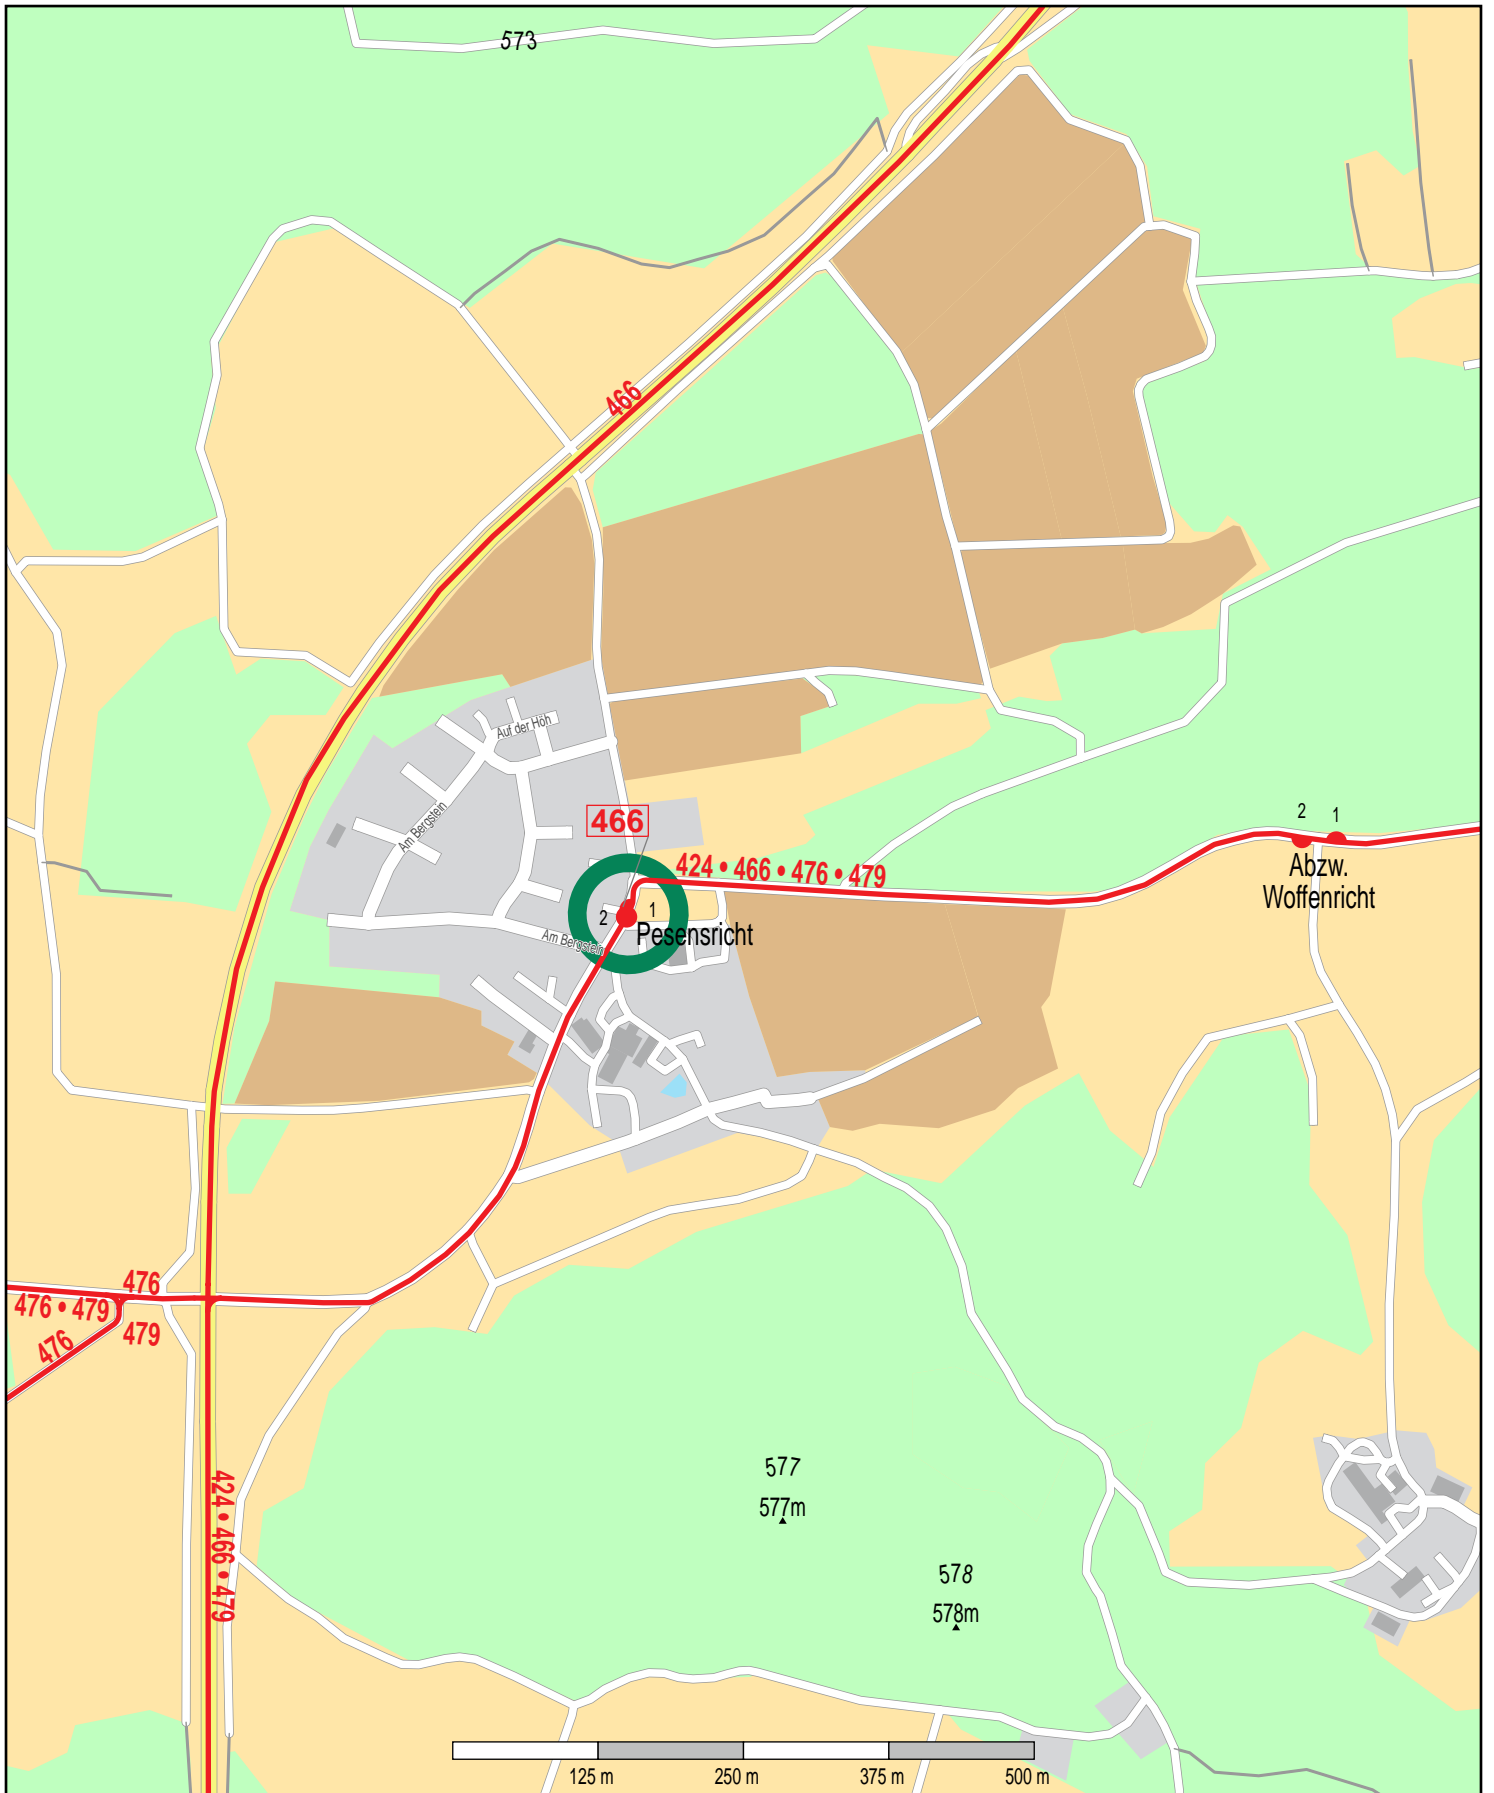 573
466
Auf der Höh
Am Bergstein
466
2 1
Abzw.
Woffenricht
424 • 466 • 476 • 479
2 1
Pesensricht
Am Bergstein
476
476 • 479
479
476
424 • 466 • 479
577
577m
578
578m
125 m 250 m 375 m 500 m